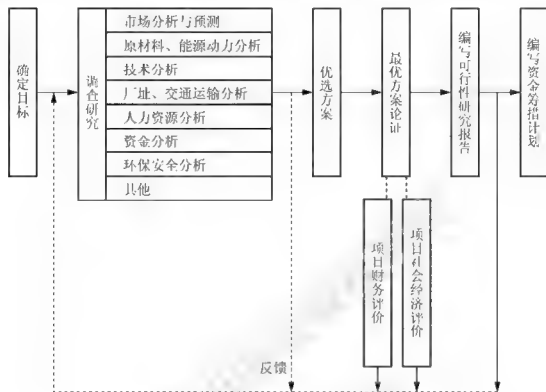 确定目标
调查研究
市场分析与预测
原材料、能源动力分析
技术分析
厂址、交通运输分析
人力资源分析
资金分析
环保安全分析
其他
优选方案
最优方案论证
编写可行性研究报告
编写资金筹措计划
项目财务评价
项目社会经济评价
反馈